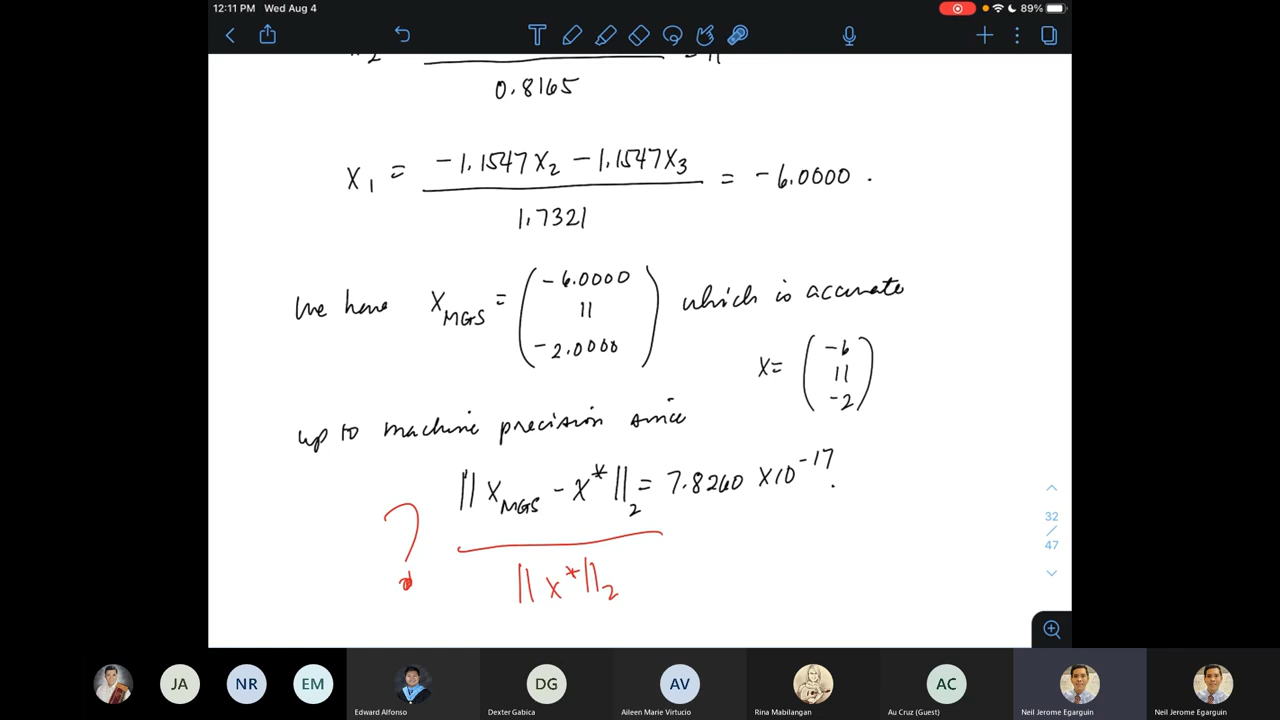 12:11 PM Wed Aug 4
89%
2
0.8165
X1 = -1.1547X2 - 1.1547X3 / 1.7321 = -6.0000 .
We have XMGS = ( -6.0000 11 -2.0000 ) which is accurate
X = ( -6 11 -2 )
up to machine precision since
|| XMGS - X* ||2 = 7.8260 X10-17 .
? || X* ||2
32
/
47
JA
NR
EM
Edward Alfonso
DG
Dexter Gabica
AV
Aileen Marie Virtucio
Rina Mabilangan
AC
Au Cruz (Guest)
Neil Jerome Egarguin
Neil Jerome Egarguin